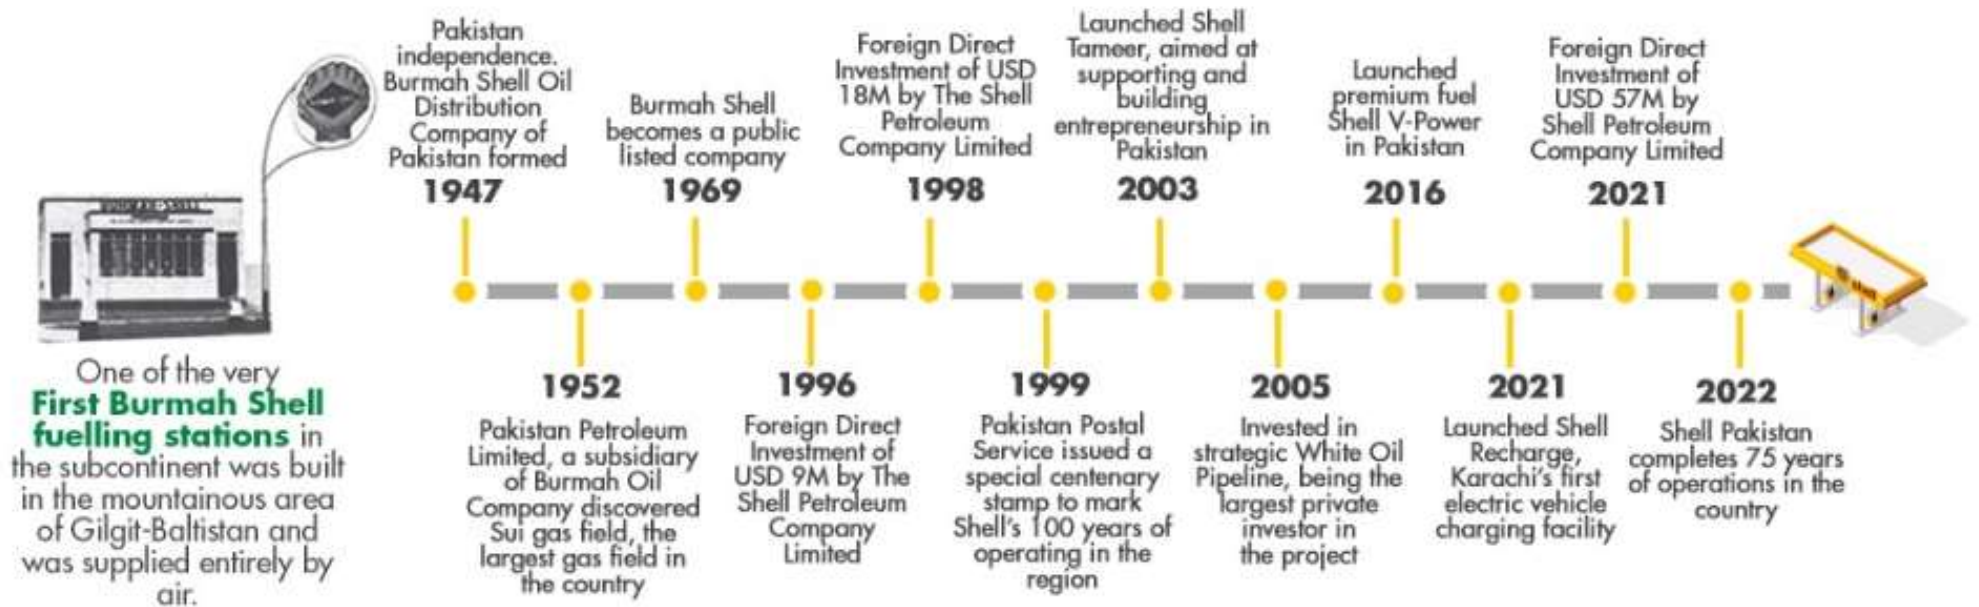 Pakistan
independence.
Burmah Shell Oil
Distribution
Company of
Pakistan formed
1947
Burmah Shell
becomes a public
listed company
1969
Foreign Direct
Investment of USD
18M by The Shell
Petroleum
Company Limited
1998
Launched Shell
Tameer, aimed at
supporting and
building
entrepreneurship in
Pakistan
2003
Launched
premium fuel
Shell V-Power
in Pakistan
2016
Foreign Direct
Investment of
USD 57M by
Shell Petroleum
Company Limited
2021
BURMAH-SHELL
One of the very
First Burmah Shell
fuelling stations in
the subcontinent was built
in the mountainous area
of Gilgit-Baltistan and
was supplied entirely by
air.
1952
Pakistan Petroleum
Limited, a subsidiary
of Burmah Oil
Company discovered
Sui gas field, the
largest gas field in
the country
1996
Foreign Direct
Investment of
USD 9M by The
Shell Petroleum
Company
Limited
1999
Pakistan Postal
Service issued a
special centenary
stamp to mark
Shell's 100 years of
operating in the
region
2005
Invested in
strategic White Oil
Pipeline, being the
largest private
investor in
the project
2021
Launched Shell
Recharge,
Karachi's first
electric vehicle
charging facility
2022
Shell Pakistan
completes 75 years
of operations in the
country